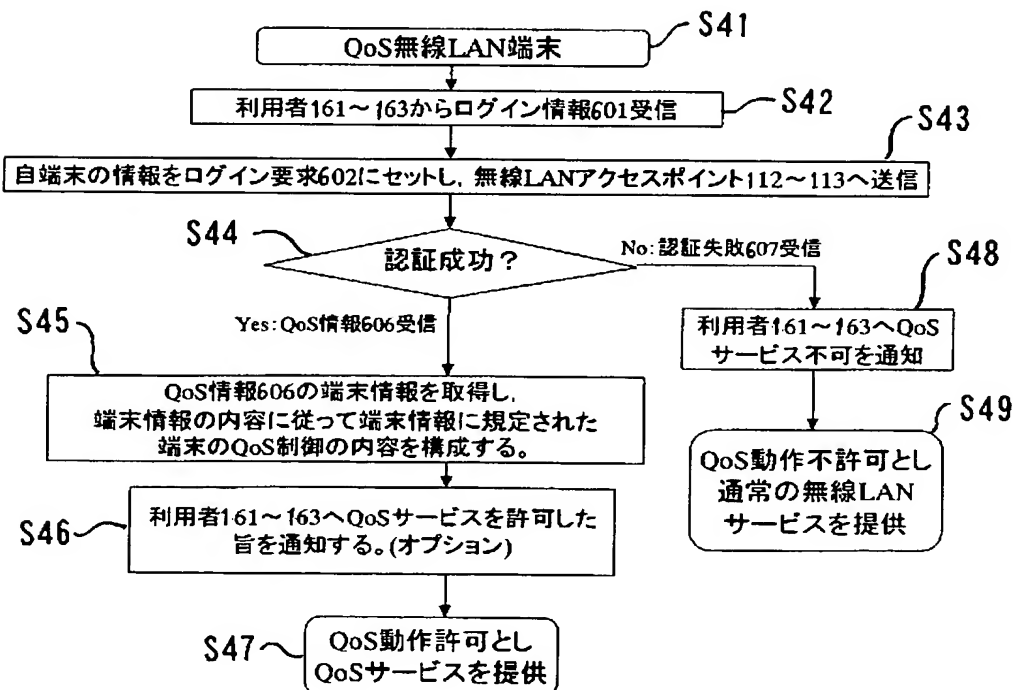 S41
QoS無線LAN端末
S42
利用者161～163からログイン情報601受信
S43
自端末の情報をログイン要求602にセットし，無線LANアクセスポイント112～113へ送信
S44
認証成功？
No：認証失敗607受信
S48
Yes：QoS情報606受信
利用者161～163へQoS
サービス不可を通知
S45
QoS情報606の端末情報を取得し，
端末情報の内容に従って端末情報に規定された
端末のQoS制御の内容を構成する。
S49
QoS動作不許可とし
通常の無線LAN
サービスを提供
S46
利用者161～163へQoSサービスを許可した
旨を通知する。(オプション)
S47
QoS動作許可とし
QoSサービスを提供